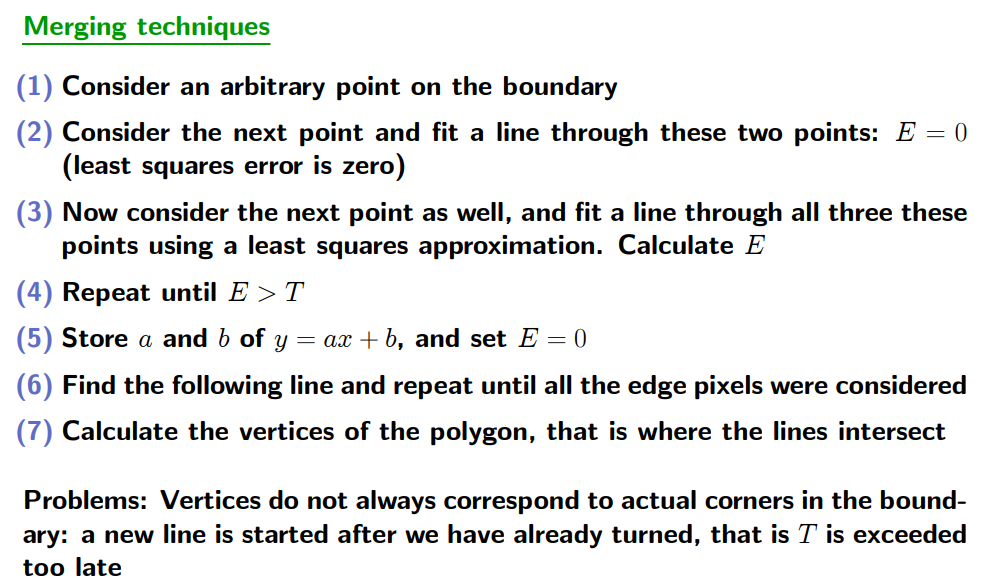 Merging techniques
(1) Consider an arbitrary point on the boundary
(2) Consider the next point and fit a line through these two points: E = 0
(least squares error is zero)
(3) Now consider the next point as well, and fit a line through all three these
points using a least squares approximation. Calculate E
(4) Repeat until E > T
(5) Store a and b of y = ax + b, and set E = 0
(6) Find the following line and repeat until all the edge pixels were considered
(7) Calculate the vertices of the polygon, that is where the lines intersect
Problems: Vertices do not always correspond to actual corners in the bound-
ary: a new line is started after we have already turned, that is T is exceeded
too late